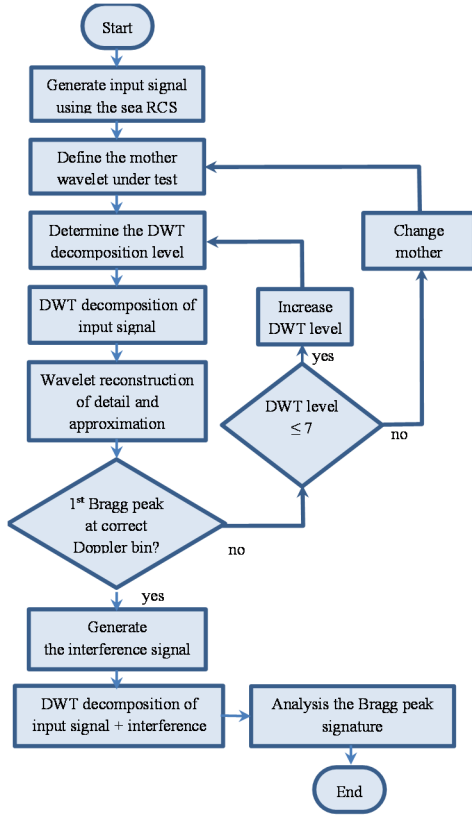 Start
Generate input signal
using the sea RCS
Define the mother
wavelet under test
Determine the DWT
decomposition level
Change
mother
DWT decomposition of
input signal
Increase
DWT level
yes
Wavelet reconstruction
of detail and
approximation
DWT level
≤ 7
no
1st Bragg peak
at correct
Doppler bin?
no
yes
Generate
the interference signal
DWT decomposition of
input signal + interference
Analysis the Bragg peak
signature
End